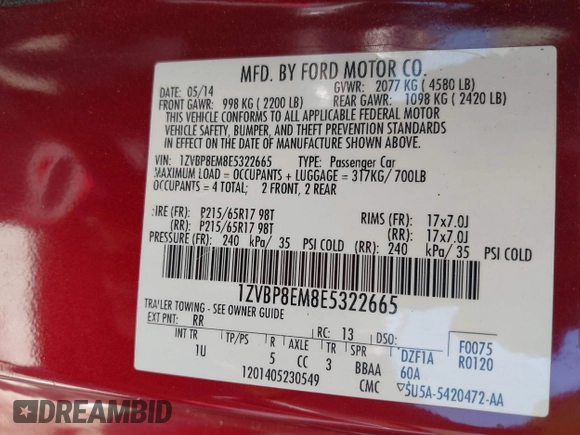 MFD. BY FORD MOTOR CO.
DATE: 05/14 GVWR: 2077 KG ( 4580 LB)
FRONT GAWR: 998 KG ( 2200 LB) REAR GAWR: 1098 KG ( 2420 LB)
THIS VEHICLE CONFORMS TO ALL APPLICABLE FEDERAL MOTOR
VEHICLE SAFETY, BUMPER, AND THEFT PREVENTION STANDARDS
IN EFFECT ON THE DATE OF MANUFACTURE SHOWN ABOVE.
VIN: 1ZVBP8EM8E5322665 TYPE: Passenger Car
MAXIMUM LOAD = OCCUPANTS + LUGGAGE = 317KG/ 700LB
OCCUPANTS = 4 TOTAL; 2 FRONT, 2 REAR
TIRE (FR): P215/65R17 98T RIMS (FR): 17x7.0J
(RR): P215/65R17 98T (RR): 17x7.0J
PRESSURE (FR): 240 kPa/ 35 PSI COLD (RR): 240 kPa/ 35 PSI COLD
1ZVBP8EM8E5322665
TRAILER TOWING - SEE OWNER GUIDE
EXT PNT: RR RC: 13 DSO: F0075
INT TR TP/PS R AXLE TR SPR DZF1A R0120
1U 5 CC 3 BBAA 60A
1201405230549 CMC 5U5A-5420472-AA
DREAMBID